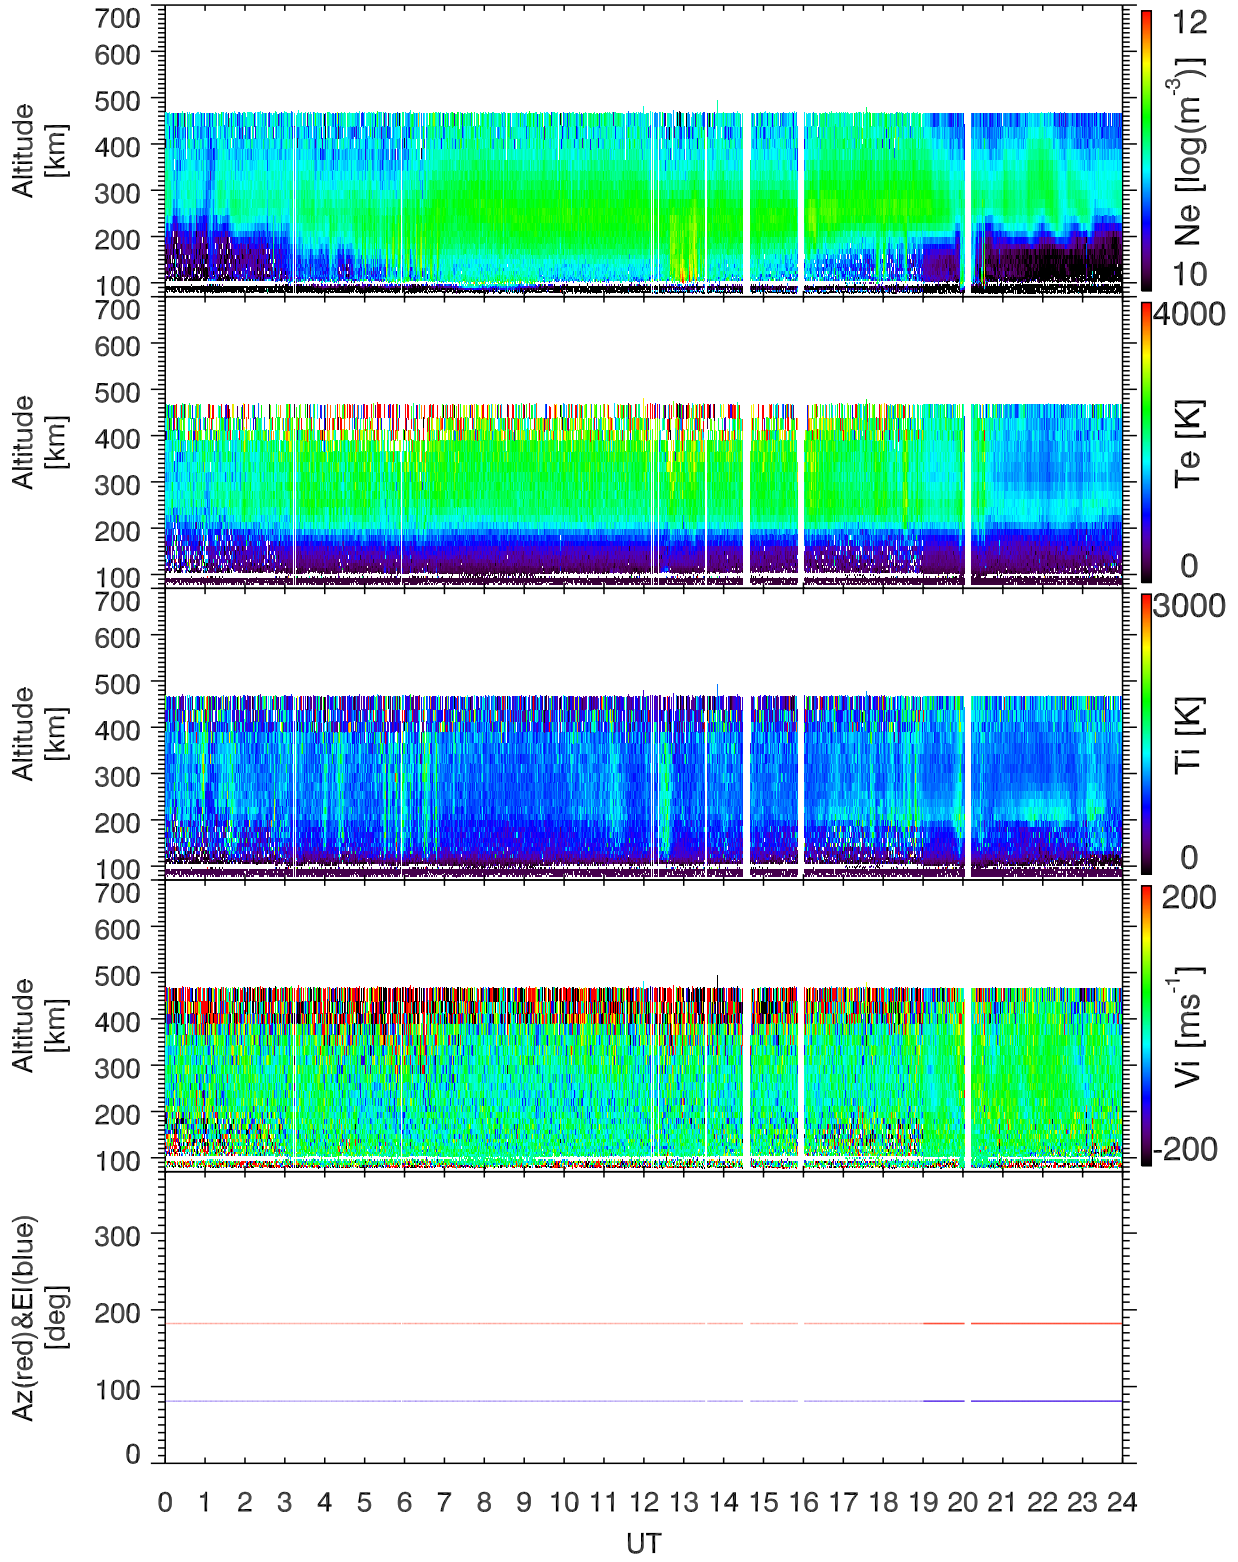 700
600
500
400
300
200
100
Altitude
[km]
12
Ne [log(m⁻³)]
10
700
600
500
400
300
200
100
Altitude
[km]
4000
Te [K]
0
700
600
500
400
300
200
100
Altitude
[km]
3000
Ti [K]
0
700
600
500
400
300
200
100
Altitude
[km]
200
Vi [ms⁻¹]
-200
300
200
100
0
Az(red)&El(blue)
[deg]
0 1 2 3 4 5 6 7 8 9 10 11 12 13 14 15 16 17 18 19 20 21 22 23 24
UT